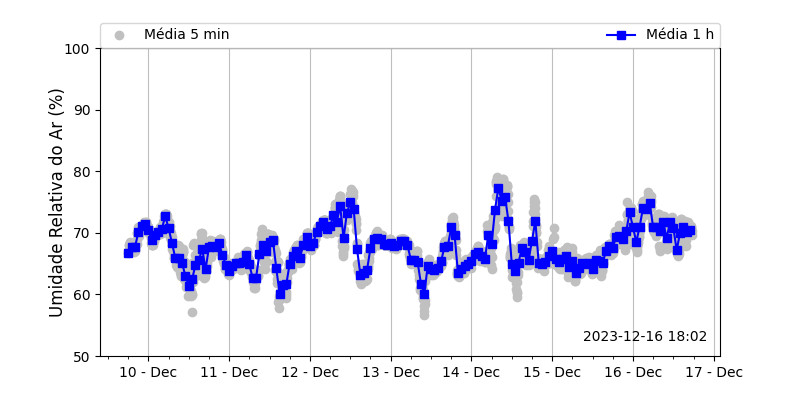 Média 5 min
Média 1 h
Umidade Relativa do Ar (%)
100
90
80
70
60
50
2023-12-16 18:02
10 - Dec
11 - Dec
12 - Dec
13 - Dec
14 - Dec
15 - Dec
16 - Dec
17 - Dec